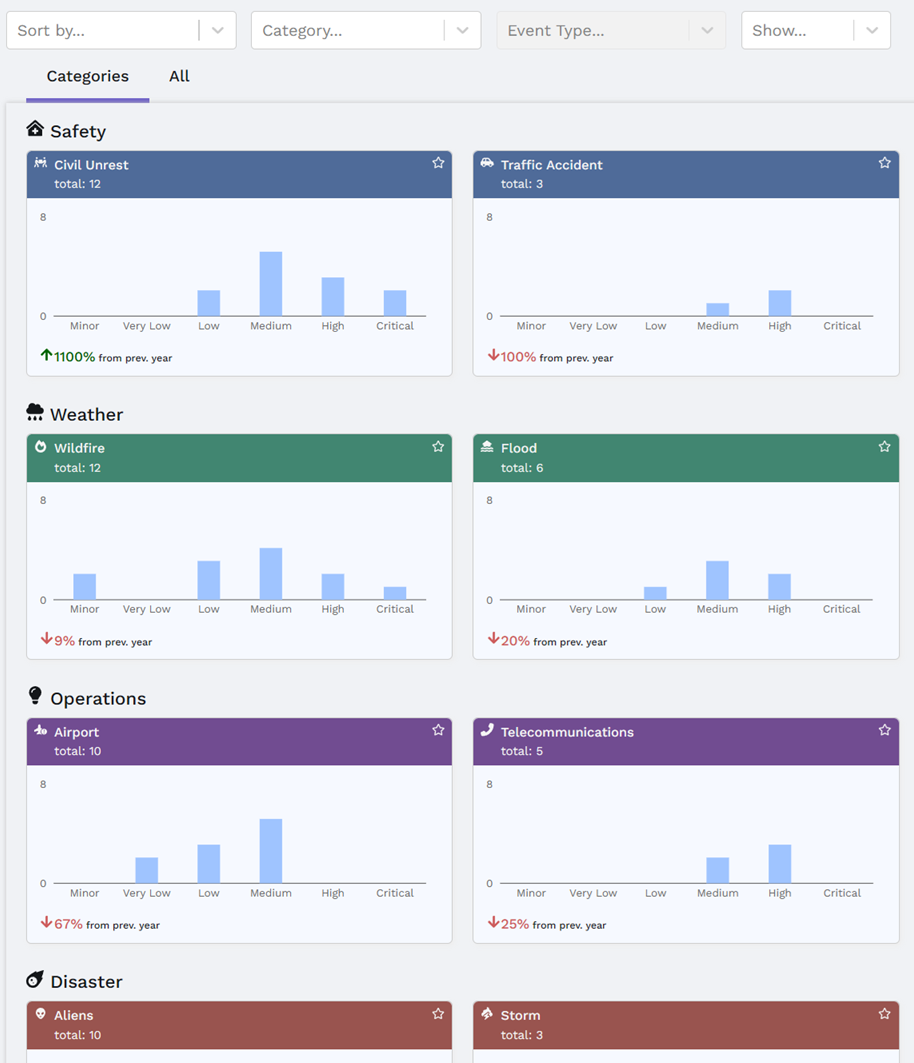 Sort by... Category... Event Type... Show...
Categories All
Safety
Civil Unrest
total: 12
8
0
Minor Very Low Low Medium High Critical
1100% from prev. year
Traffic Accident
total: 3
8
0
Minor Very Low Low Medium High Critical
100% from prev. year
Weather
Wildfire
total: 12
8
0
Minor Very Low Low Medium High Critical
9% from prev. year
Flood
total: 6
8
0
Minor Very Low Low Medium High Critical
20% from prev. year
Operations
Airport
total: 10
8
0
Minor Very Low Low Medium High Critical
67% from prev. year
Telecommunications
total: 5
8
0
Minor Very Low Low Medium High Critical
25% from prev. year
Disaster
Aliens
total: 10
Storm
total: 3